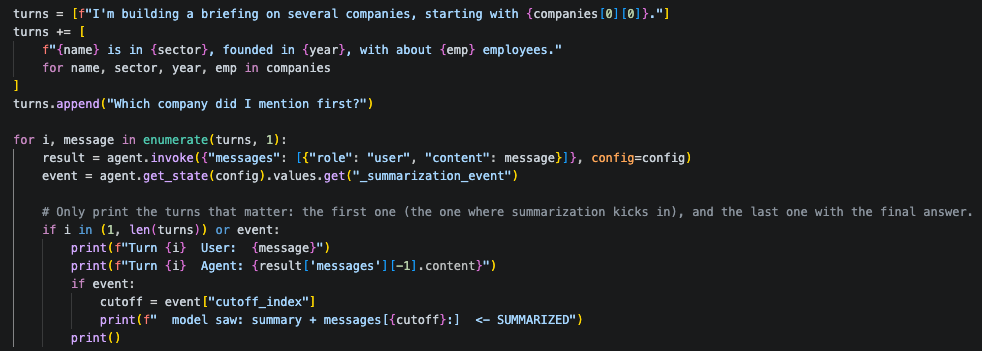 turns = [f"I'm building a briefing on several companies, starting with {companies[0][0]}."]
turns += [
    f"{name} is in {sector}, founded in {year}, with about {emp} employees."
    for name, sector, year, emp in companies
]
turns.append("Which company did I mention first?")

for i, message in enumerate(turns, 1):
    result = agent.invoke({"messages": [{"role": "user", "content": message}]}, config=config)
    event = agent.get_state(config).values.get("_summarization_event")

    # Only print the turns that matter: the first one (the one where summarization kicks in), and the last one with the final answer.
    if i in (1, len(turns)) or event:
        print(f"Turn {i}  User:  {message}")
        print(f"Turn {i}  Agent: {result['messages'][-1].content}")
        if event:
            cutoff = event["cutoff_index"]
            print(f"  model saw: summary + messages[{cutoff}:]  <- SUMMARIZED")
        print()